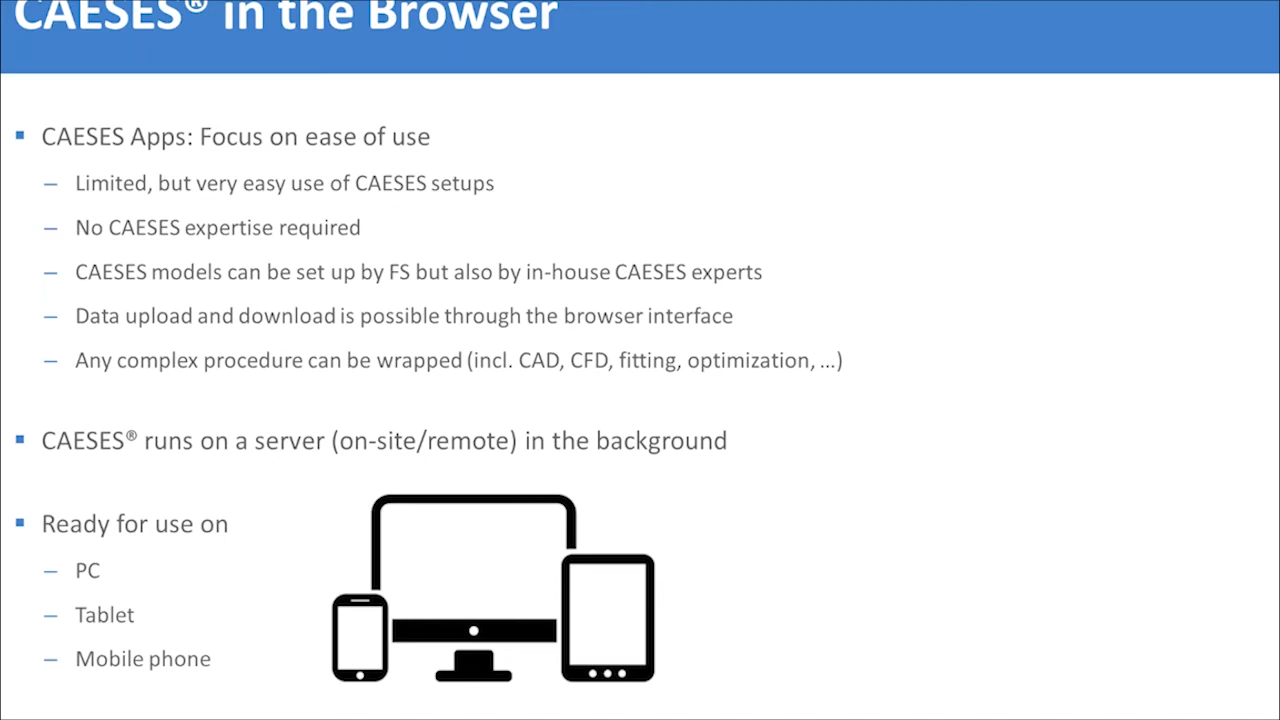 CAESES® in the Browser
CAESES Apps: Focus on ease of use
– Limited, but very easy use of CAESES setups
– No CAESES expertise required
– CAESES models can be set up by FS but also by in-house CAESES experts
– Data upload and download is possible through the browser interface
– Any complex procedure can be wrapped (incl. CAD, CFD, fitting, optimization, ...)
CAESES® runs on a server (on-site/remote) in the background
Ready for use on
– PC
– Tablet
– Mobile phone